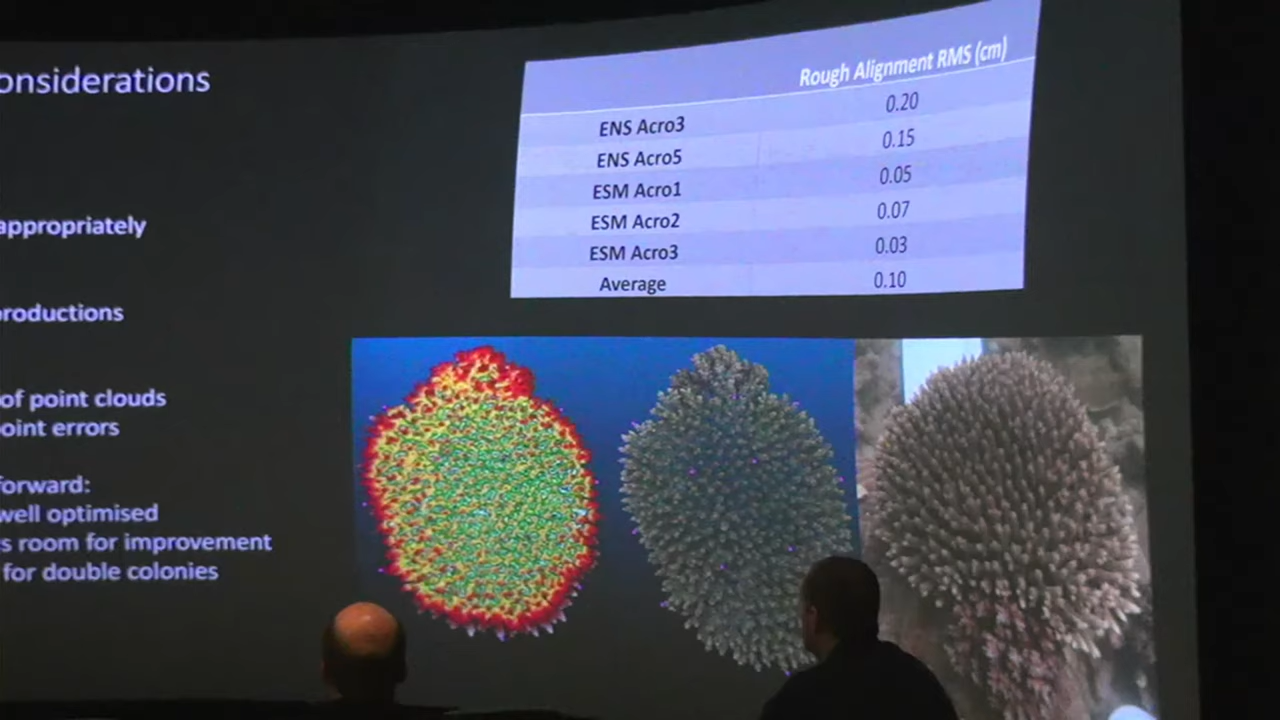 onsiderations
appropriately
roductions
of point clouds
oint errors
forward:
well optimised
s room for improvement
for double colonies
Rough Alignment RMS (cm)
ENS Acro3 0.20
ENS Acro5 0.15
ESM Acro1 0.05
ESM Acro2 0.07
ESM Acro3 0.03
Average 0.10